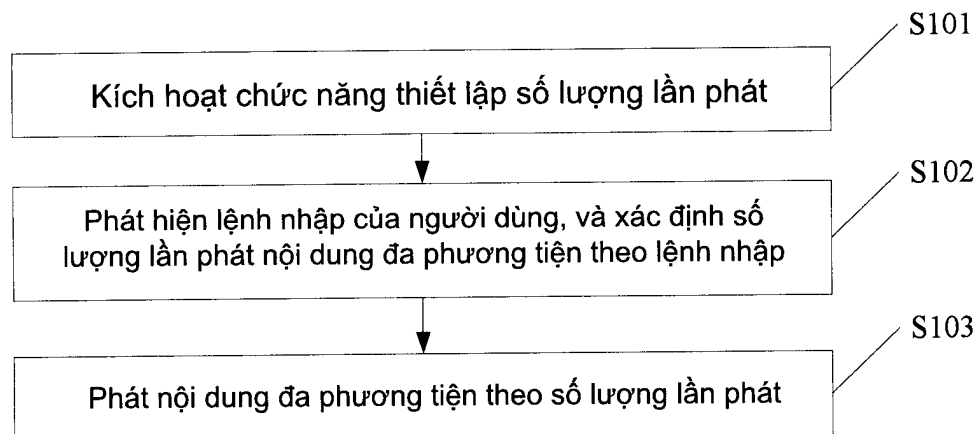 S101
Kích hoạt chức năng thiết lập số lượng lần phát
S102
Phát hiện lệnh nhập của người dùng, và xác định số
lượng lần phát nội dung đa phương tiện theo lệnh nhập
S103
Phát nội dung đa phương tiện theo số lượng lần phát